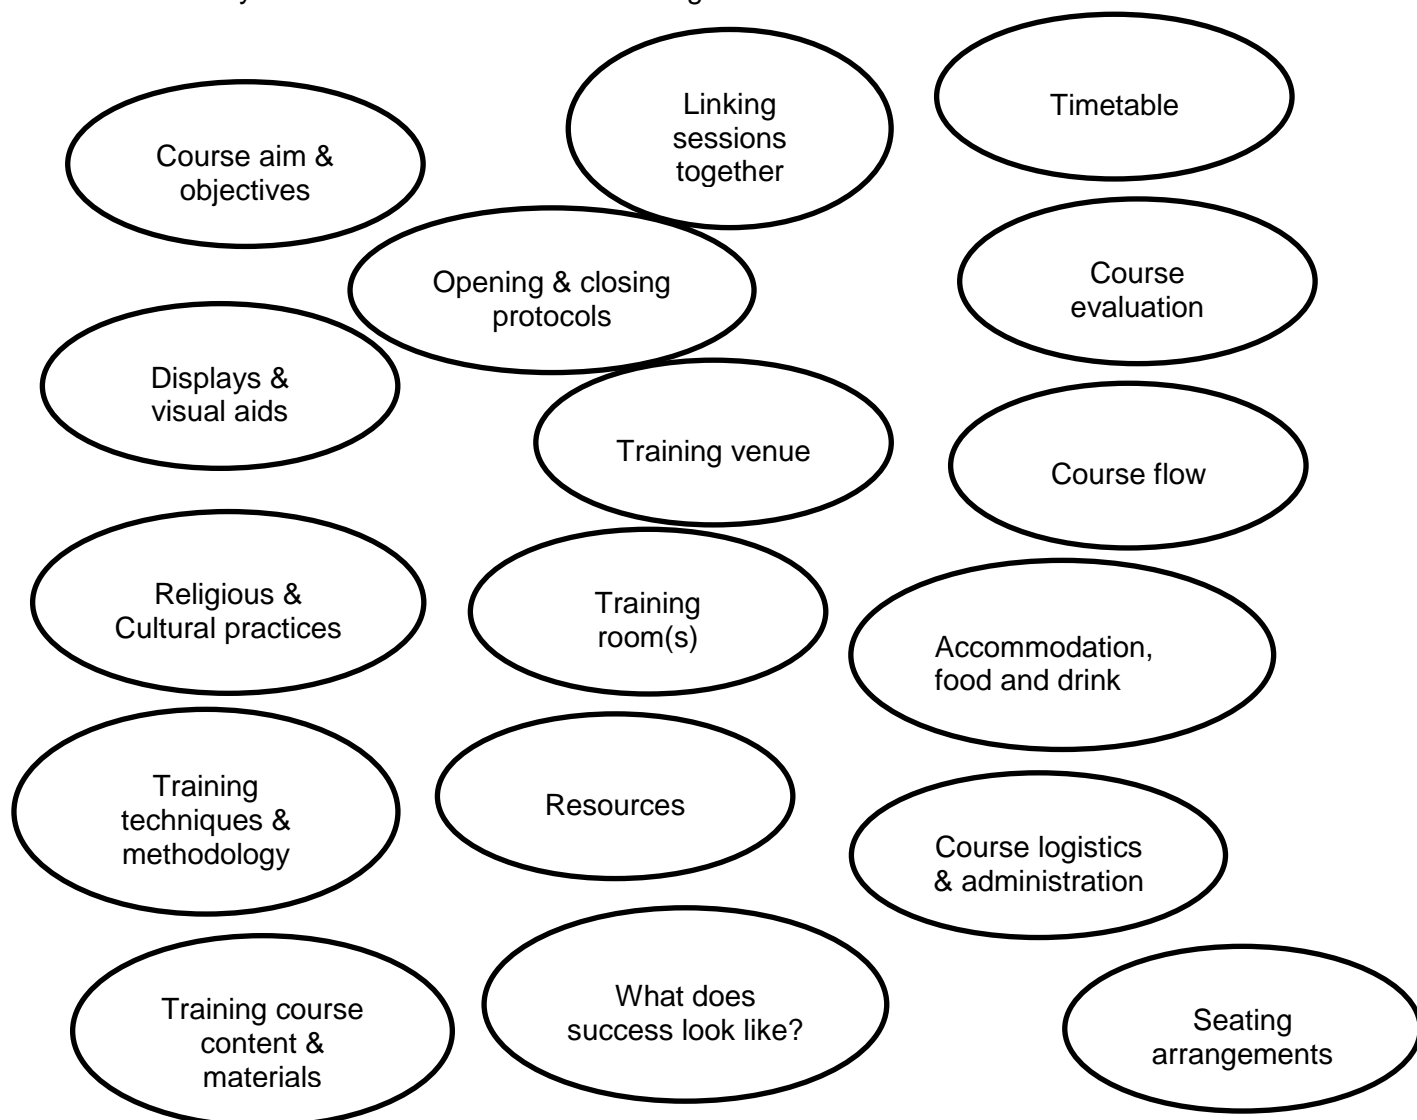 Linking
sessions
together
Timetable
Course aim &
objectives
Opening & closing
protocols
Course
evaluation
Displays &
visual aids
Training venue
Course flow
Religious &
Cultural practices
Training
room(s)
Accommodation,
food and drink
Training
techniques &
methodology
Resources
Course logistics
& administration
Training course
content &
materials
What does
success look like?
Seating
arrangements